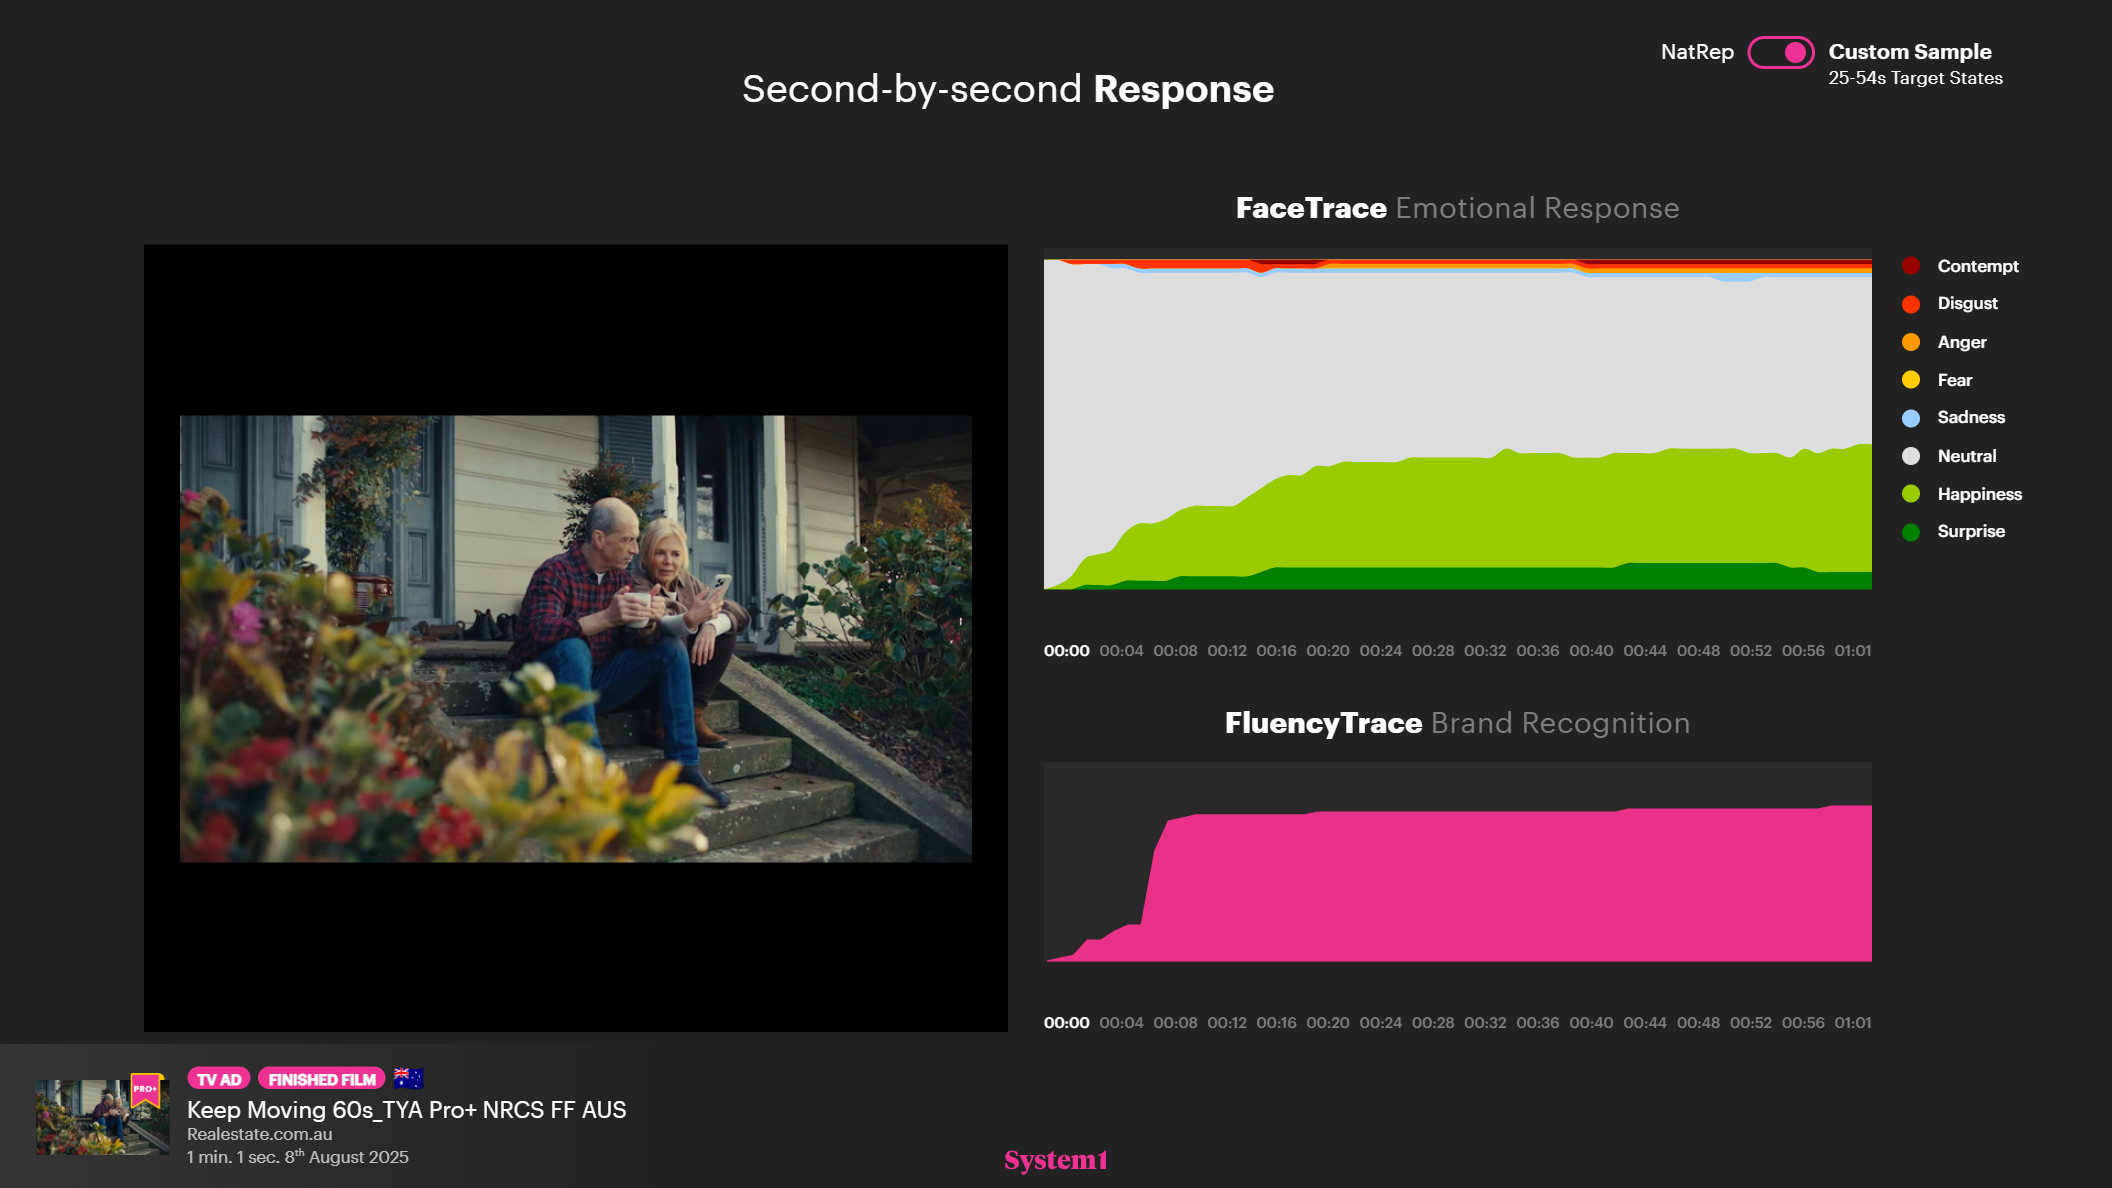 NatRep
Custom Sample
25-54s Target States
Second-by-second Response
FaceTrace Emotional Response
Contempt
Disgust
Anger
Fear
Sadness
Neutral
Happiness
Surprise
00:00 00:04 00:08 00:12 00:16 00:20 00:24 00:28 00:32 00:36 00:40 00:44 00:48 00:52 00:56 01:01
FluencyTrace Brand Recognition
00:00 00:04 00:08 00:12 00:16 00:20 00:24 00:28 00:32 00:36 00:40 00:44 00:48 00:52 00:56 01:01
PRO+
TV AD FINISHED FILM
Keep Moving 60s_TYA Pro+ NRCS FF AUS
Realestate.com.au
1 min. 1 sec. 8th August 2025
System1